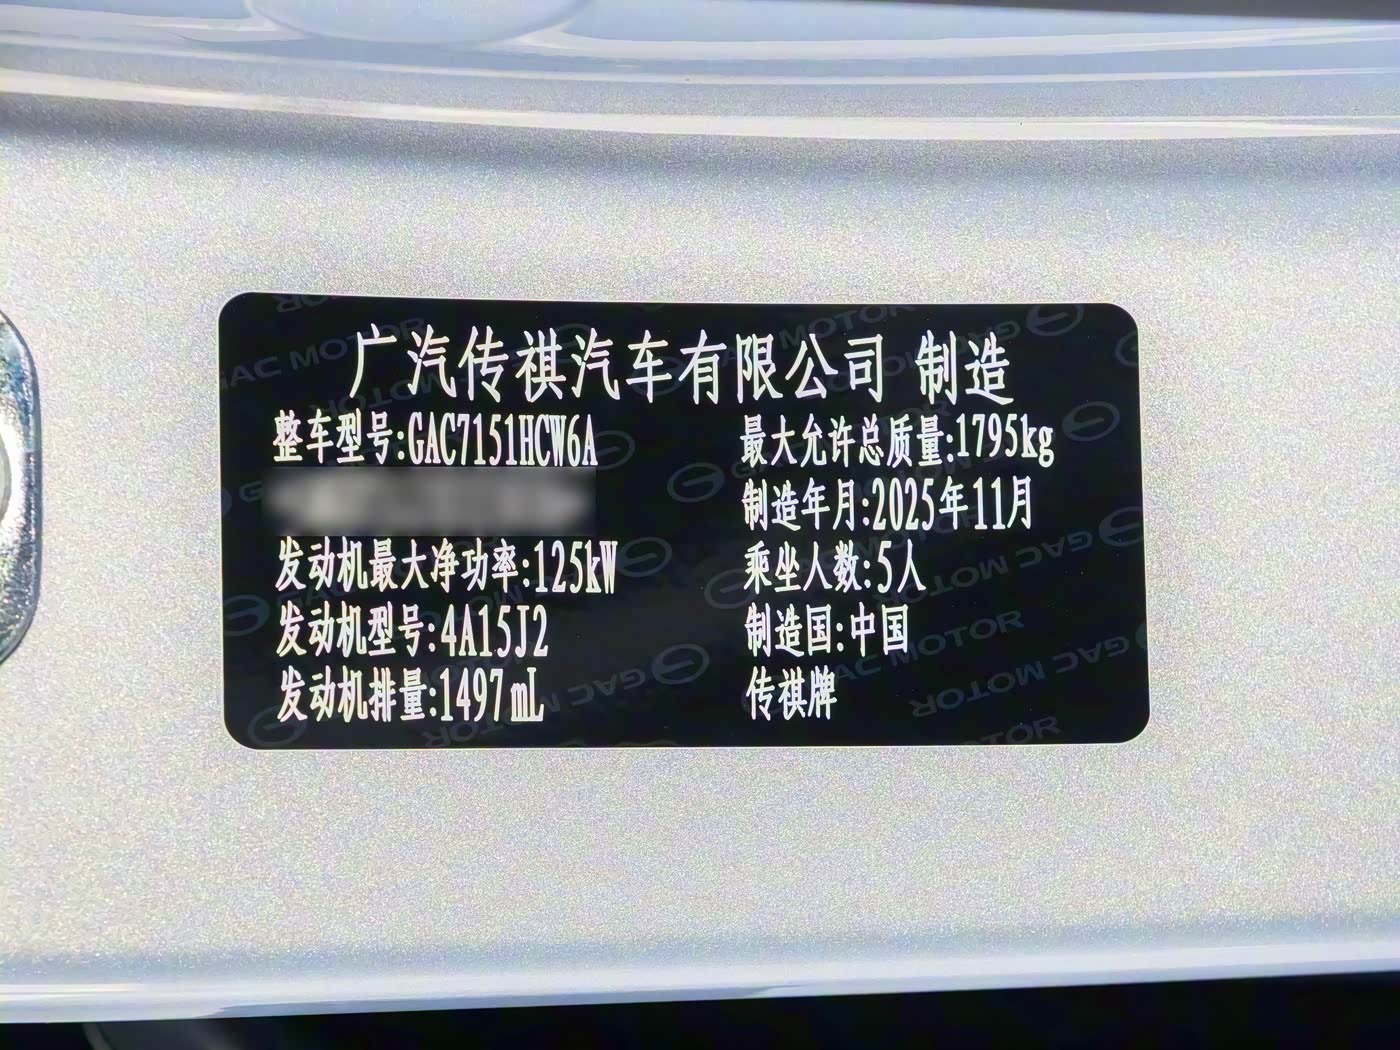 广汽传祺汽车有限公司 制造
整车型号:GAC7151HCW6A
最大允许总质量:1795kg
制造年月:2025年11月
发动机最大净功率:125kW
乘坐人数:5人
发动机型号:4A15J2
制造国:中国
发动机排量:1497mL
传祺牌